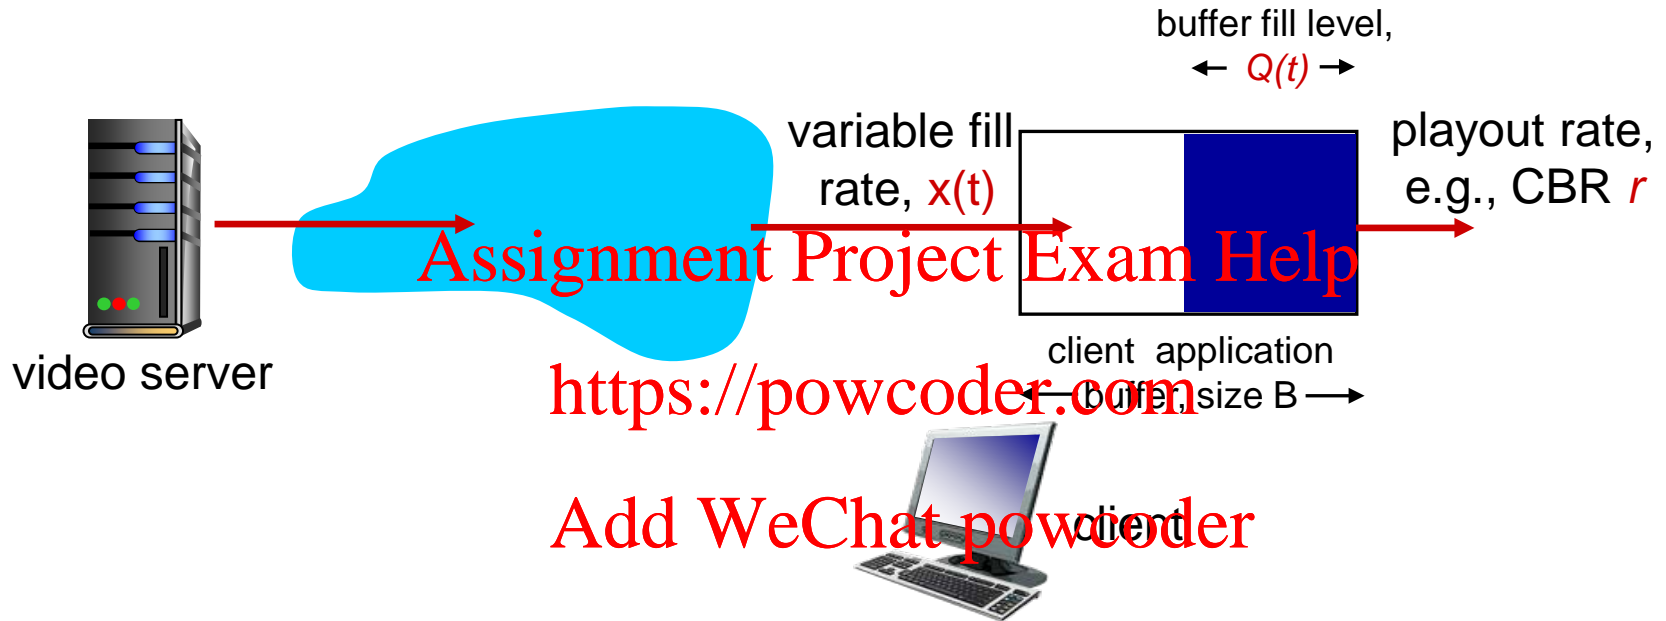 buffer fill level,
Q(t)
variable fill
rate, x(t)
playout rate,
e.g., CBR r
Assignment Project Exam Help
video server
client application
buffer, size B
https://powcoder.com
Add WeChat powcoder
client